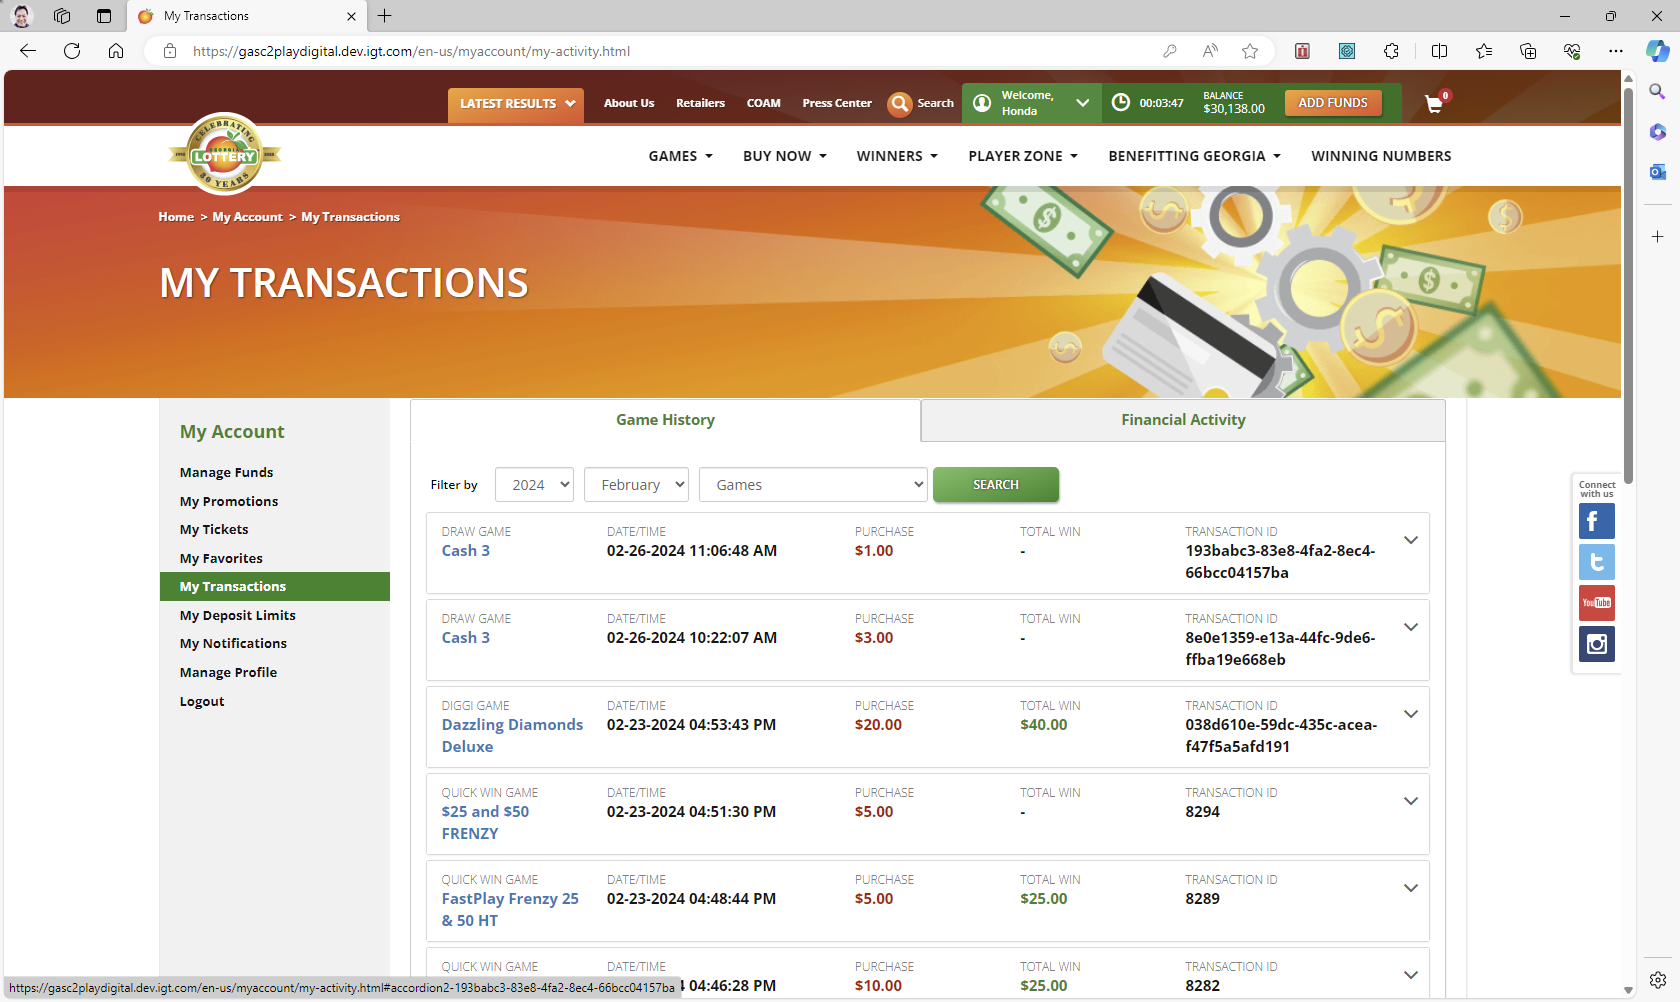 My Transactions
https://gasc2playdigital.dev.igt.com/en-us/myaccount/my-activity.html
LATEST RESULTS
About Us
Retailers
COAM
Press Center
Search
Welcome,
Honda
00:03:47
BALANCE
$30,138.00
ADD FUNDS
0
CELEBRATING
GEORGIA
LOTTERY
30 YEARS
GAMES
BUY NOW
WINNERS
PLAYER ZONE
BENEFITTING GEORGIA
WINNING NUMBERS
Home > My Account > My Transactions
MY TRANSACTIONS
My Account
Manage Funds
My Promotions
My Tickets
My Favorites
My Transactions
My Deposit Limits
My Notifications
Manage Profile
Logout
Game History
Financial Activity
Filter by
2024
February
Games
SEARCH
DRAW GAME DATE/TIME PURCHASE TOTAL WIN TRANSACTION ID
Cash 3 02-26-2024 11:06:48 AM $1.00 - 193babc3-83e8-4fa2-8ec4-
66bcc04157ba
DRAW GAME DATE/TIME PURCHASE TOTAL WIN TRANSACTION ID
Cash 3 02-26-2024 10:22:07 AM $3.00 - 8e0e1359-e13a-44fc-9de6-
ffba19e668eb
DIGGI GAME DATE/TIME PURCHASE TOTAL WIN TRANSACTION ID
Dazzling Diamonds 02-23-2024 04:53:43 PM $20.00 $40.00 038d610e-59dc-435c-acea-
Deluxe f47f5a5afd191
QUICK WIN GAME DATE/TIME PURCHASE TOTAL WIN TRANSACTION ID
$25 and $50 02-23-2024 04:51:30 PM $5.00 - 8294
FRENZY
QUICK WIN GAME DATE/TIME PURCHASE TOTAL WIN TRANSACTION ID
FastPlay Frenzy 25 02-23-2024 04:48:44 PM $5.00 $25.00 8289
& 50 HT
QUICK WIN GAME DATE/TIME PURCHASE TOTAL WIN TRANSACTION ID
4:46:28 PM $10.00 $25.00 8282
Connect
with us
YouTube
https://gasc2playdigital.dev.igt.com/en-us/myaccount/my-activity.html#accordion2-193babc3-83e8-4fa2-8ec4-66bcc04157ba